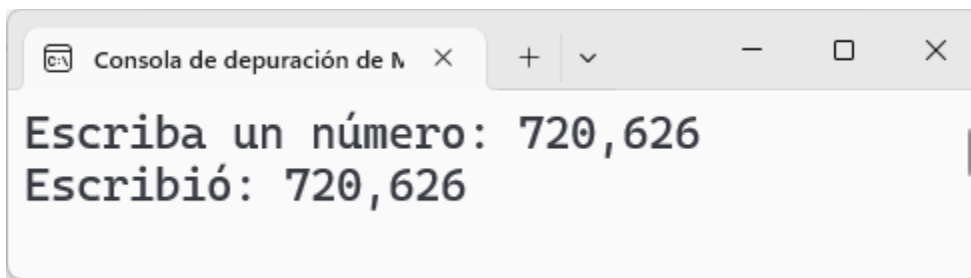 Consola de depuración de M
Escriba un número: 720,626
Escribió: 720,626